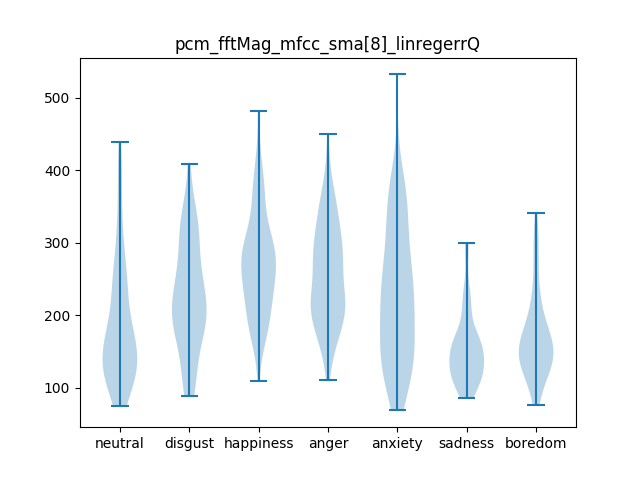 pcm_fftMag_mfcc_sma[8]_linregerrQ
500
400
300
200
100
neutral disgust happiness anger anxiety sadness boredom